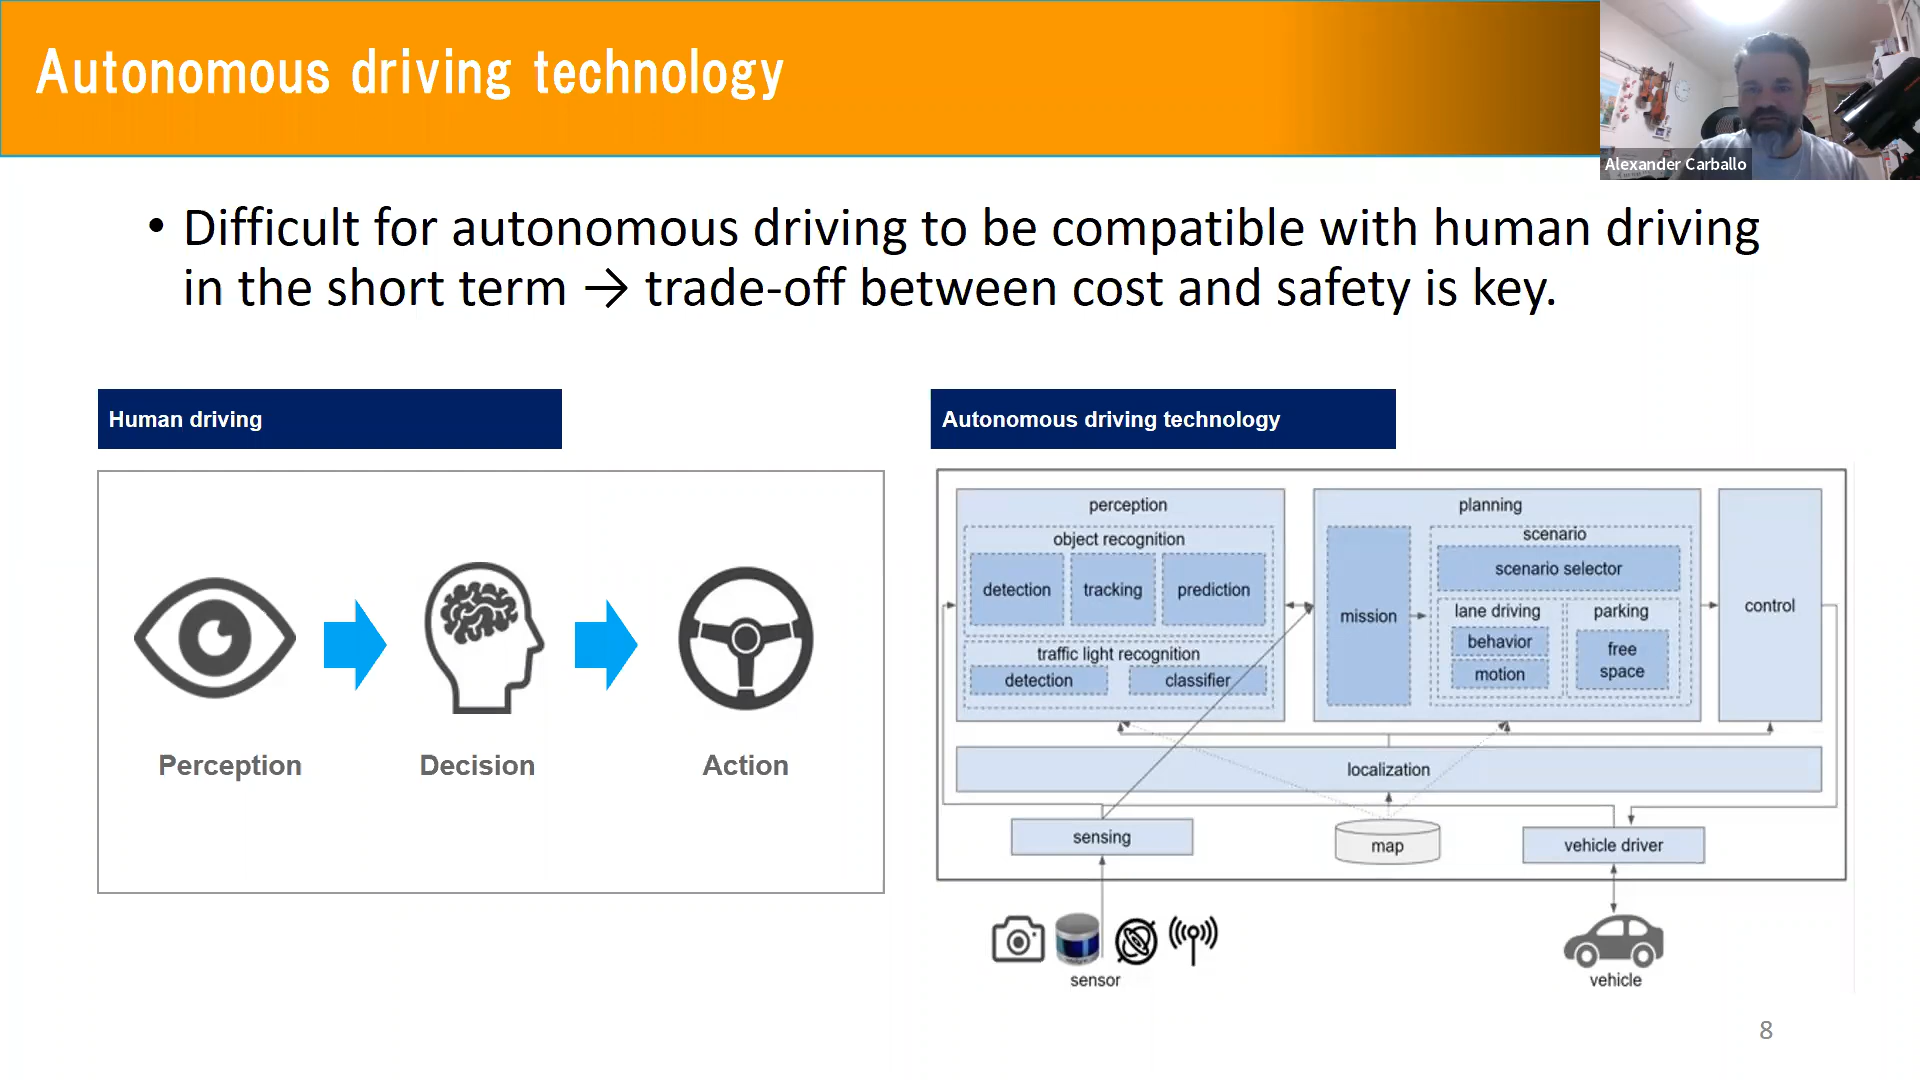 Autonomous driving technology
Alexander Carballo
• Difficult for autonomous driving to be compatible with human driving
in the short term → trade-off between cost and safety is key.
Human driving
Perception
Decision
Action
Autonomous driving technology
perception
object recognition
detection
tracking
prediction
traffic light recognition
detection
classifier
planning
mission
scenario
scenario selector
lane driving
behavior
motion
parking
free
space
control
localization
sensing
map
vehicle driver
sensor
vehicle
8